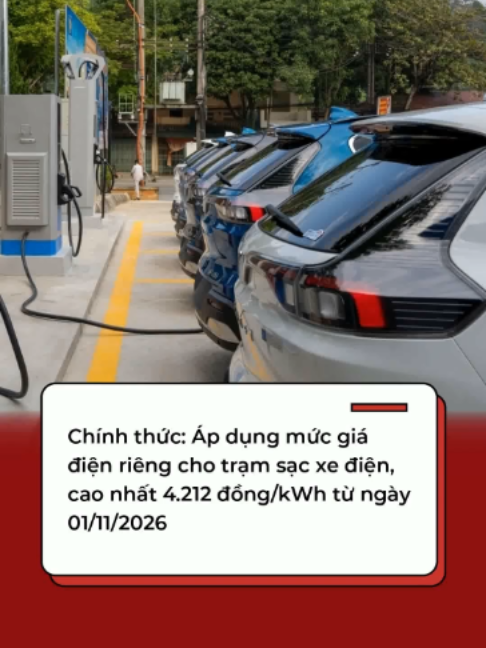 Chính thức: Áp dụng mức giá
điện riêng cho trạm sạc xe điện,
cao nhất 4.212 đồng/kWh từ ngày
01/11/2026